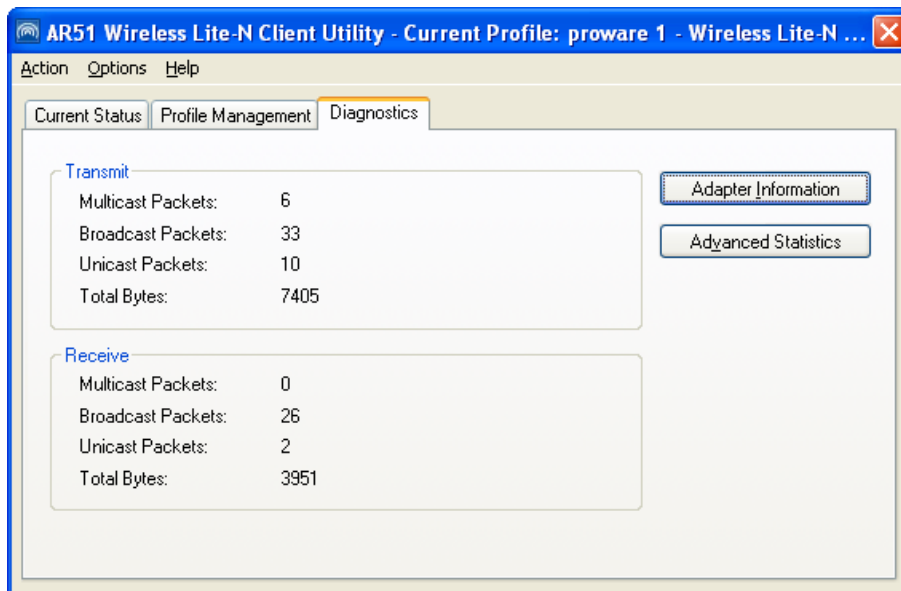 AR51 Wireless Lite-N Client Utility - Current Profile: proware 1 - Wireless Lite-N ...
Action Options Help
Current Status Profile Management Diagnostics
Transmit
Multicast Packets: 6
Broadcast Packets: 33
Unicast Packets: 10
Total Bytes: 7405
Adapter Information
Advanced Statistics
Receive
Multicast Packets: 0
Broadcast Packets: 26
Unicast Packets: 2
Total Bytes: 3951